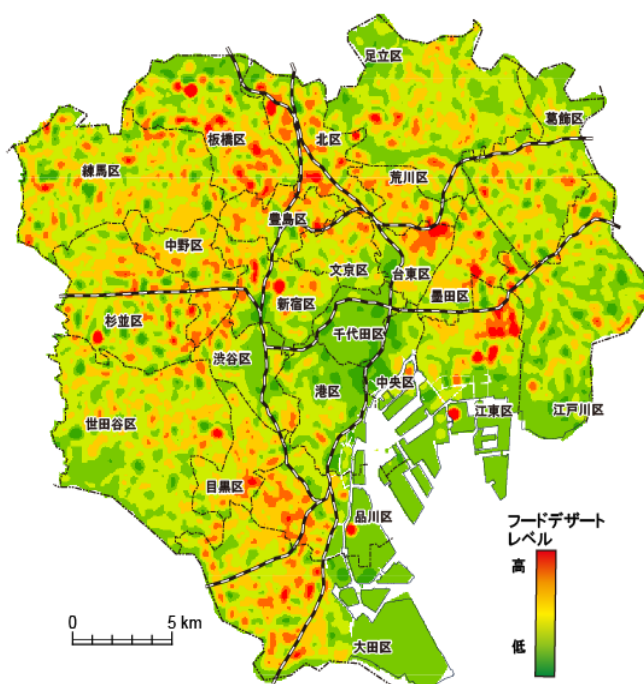 足立区
葛飾区
板橋区
北区
練馬区
荒川区
豊島区
中野区
文京区
台東区
墨田区
新宿区
杉並区
千代田区
渋谷区
中央区
港区
江東区
江戸川区
世田谷区
目黒区
品川区
フードデザート
レベル
高
低
0 5 km
大田区